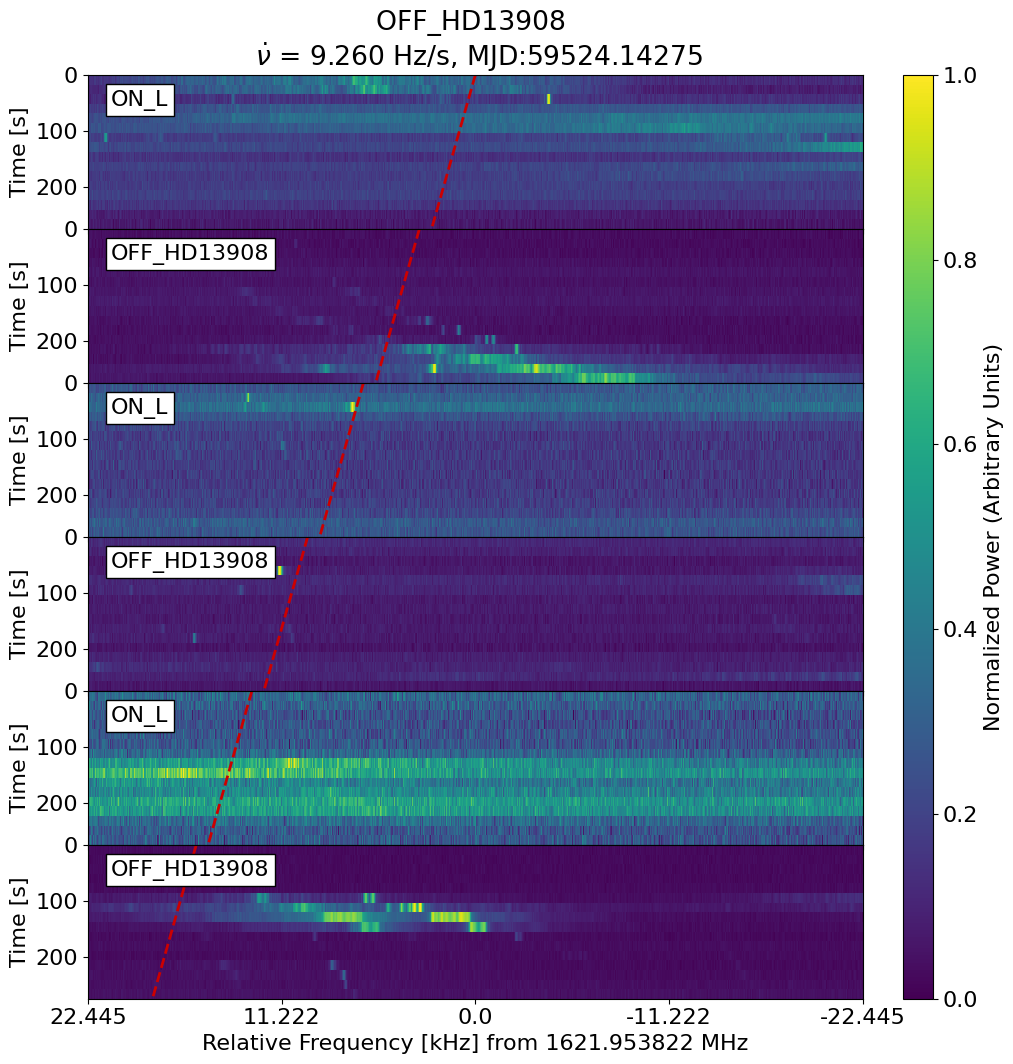 OFF_HD13908
ν̇ = 9.260 Hz/s, MJD:59524.14275
ON_L
OFF_HD13908
ON_L
OFF_HD13908
ON_L
OFF_HD13908
Time [s]
0
100
200
Time [s]
0
100
200
Time [s]
0
100
200
Time [s]
0
100
200
Time [s]
0
100
200
Time [s]
0
100
200
22.445
11.222
0.0
-11.222
-22.445
Relative Frequency [kHz] from 1621.953822 MHz
1.0
0.8
0.6
0.4
0.2
0.0
Normalized Power (Arbitrary Units)